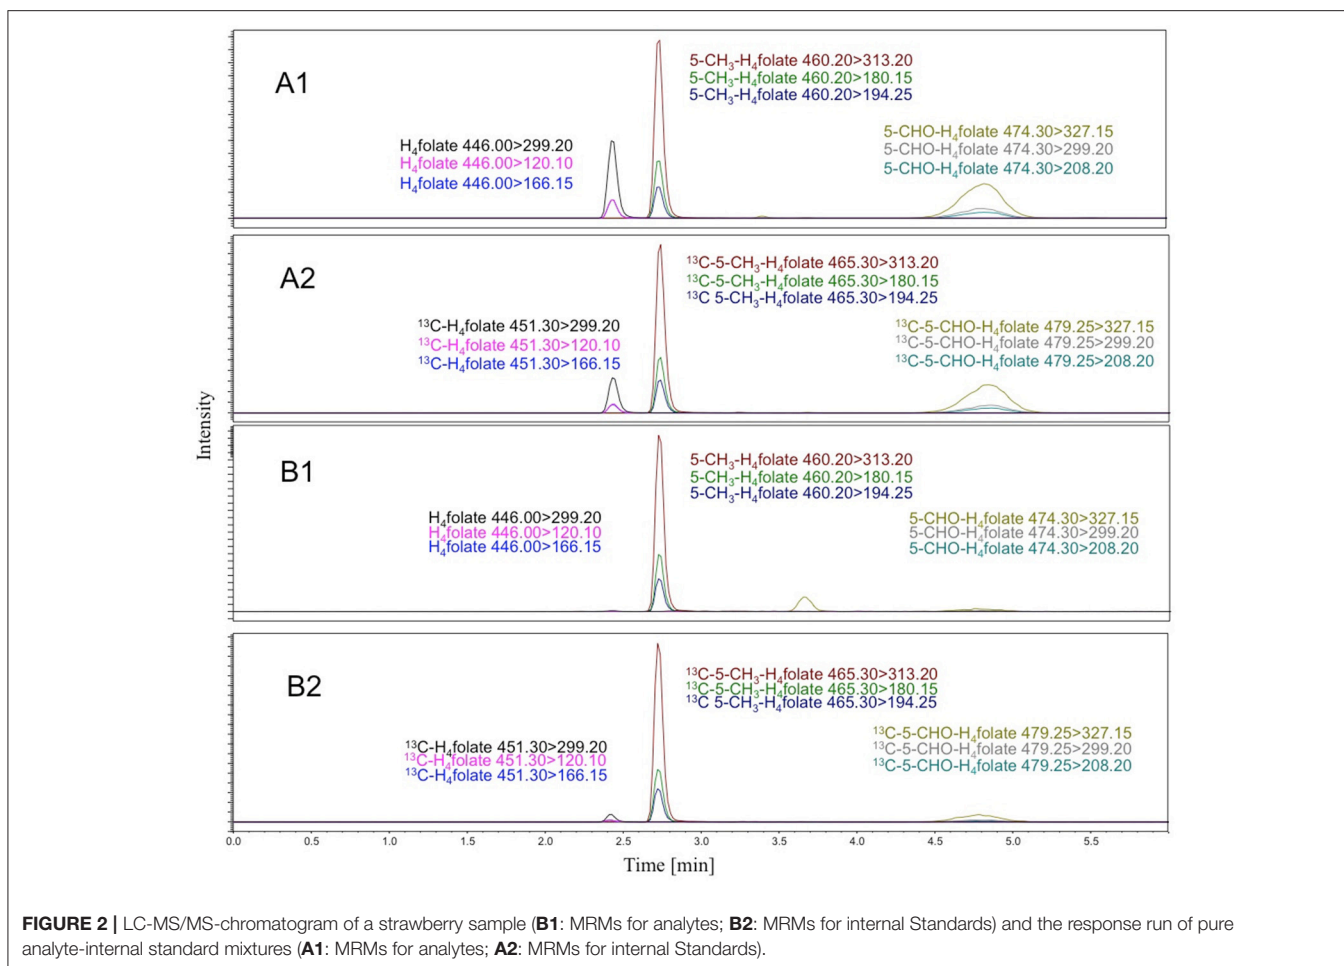 A1
5-CH₃-H₄folate 460.20>313.20
5-CH₃-H₄folate 460.20>180.15
5-CH₃-H₄folate 460.20>194.25
H₄folate 446.00>299.20
H₄folate 446.00>120.10
H₄folate 446.00>166.15
5-CHO-H₄folate 474.30>327.15
5-CHO-H₄folate 474.30>299.20
5-CHO-H₄folate 474.30>208.20
A2
¹³C-5-CH₃-H₄folate 465.30>313.20
¹³C-5-CH₃-H₄folate 465.30>180.15
¹³C 5-CH₃-H₄folate 465.30>194.25
¹³C-H₄folate 451.30>299.20
¹³C-H₄folate 451.30>120.10
¹³C-H₄folate 451.30>166.15
¹³C-5-CHO-H₄folate 479.25>327.15
¹³C-5-CHO-H₄folate 479.25>299.20
¹³C-5-CHO-H₄folate 479.25>208.20
Intensity
B1
5-CH₃-H₄folate 460.20>313.20
5-CH₃-H₄folate 460.20>180.15
5-CH₃-H₄folate 460.20>194.25
H₄folate 446.00>299.20
H₄folate 446.00>120.10
H₄folate 446.00>166.15
5-CHO-H₄folate 474.30>327.15
5-CHO-H₄folate 474.30>299.20
5-CHO-H₄folate 474.30>208.20
B2
¹³C-5-CH₃-H₄folate 465.30>313.20
¹³C-5-CH₃-H₄folate 465.30>180.15
¹³C 5-CH₃-H₄folate 465.30>194.25
¹³C-H₄folate 451.30>299.20
¹³C-H₄folate 451.30>120.10
¹³C-H₄folate 451.30>166.15
¹³C-5-CHO-H₄folate 479.25>327.15
¹³C-5-CHO-H₄folate 479.25>299.20
¹³C-5-CHO-H₄folate 479.25>208.20
0.0 0.5 1.0 1.5 2.0 2.5 3.0 3.5 4.0 4.5 5.0 5.5
Time [min]
FIGURE 2 | LC-MS/MS-chromatogram of a strawberry sample (B1: MRMs for analytes; B2: MRMs for internal Standards) and the response run of pure
analyte-internal standard mixtures (A1: MRMs for analytes; A2: MRMs for internal Standards).